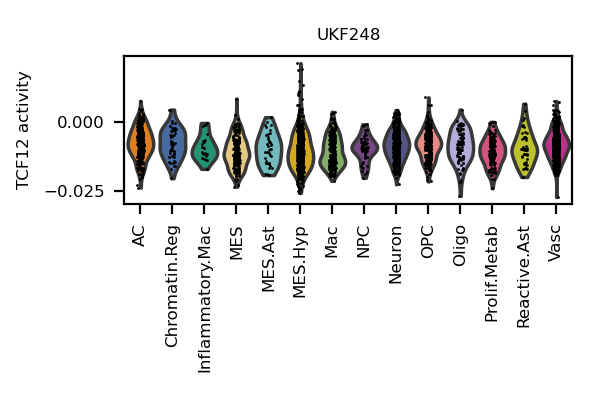 UKF248
TCF12 activity
0.000
−0.025
AC
Chromatin.Reg
Inflammatory.Mac
MES
MES.Ast
MES.Hyp
Mac
NPC
Neuron
OPC
Oligo
Prolif.Metab
Reactive.Ast
Vasc